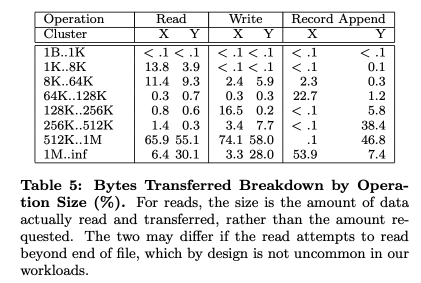 Operation Read Write Record Append
Cluster X Y X Y X Y
1B..1K < .1 < .1 < .1 < .1 < .1 < .1
1K..8K 13.8 3.9 < .1 < .1 < .1 0.1
8K..64K 11.4 9.3 2.4 5.9 2.3 0.3
64K..128K 0.3 0.7 0.3 0.3 22.7 1.2
128K..256K 0.8 0.6 16.5 0.2 < .1 5.8
256K..512K 1.4 0.3 3.4 7.7 < .1 38.4
512K..1M 65.9 55.1 74.1 58.0 .1 46.8
1M..inf 6.4 30.1 3.3 28.0 53.9 7.4
Table 5: Bytes Transferred Breakdown by Opera-
tion Size (%). For reads, the size is the amount of data
actually read and transferred, rather than the amount re-
quested. The two may differ if the read attempts to read
beyond end of file, which by design is not uncommon in our
workloads.